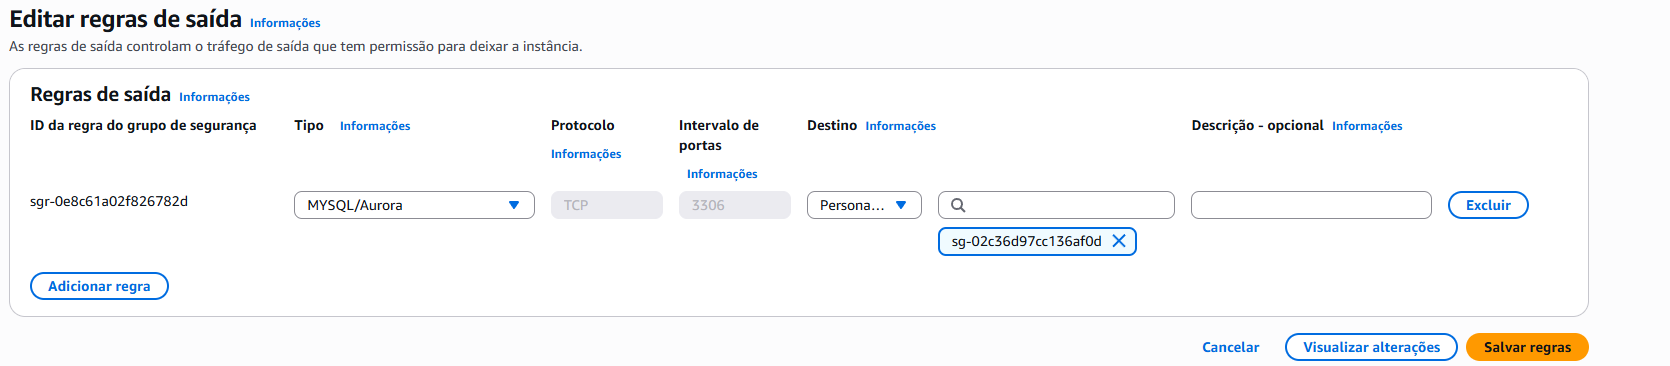 Editar regras de saída Informações
As regras de saída controlam o tráfego de saída que tem permissão para deixar a instância.
Regras de saída Informações
ID da regra do grupo de segurança Tipo Informações Protocolo Informações Intervalo de portas Informações Destino Informações Descrição - opcional Informações
sgr-0e8c61a02f826782d MYSQL/Aurora TCP 3306 Persona... Excluir
sg-02c36d97cc136af0d
Adicionar regra
Cancelar Visualizar alterações Salvar regras